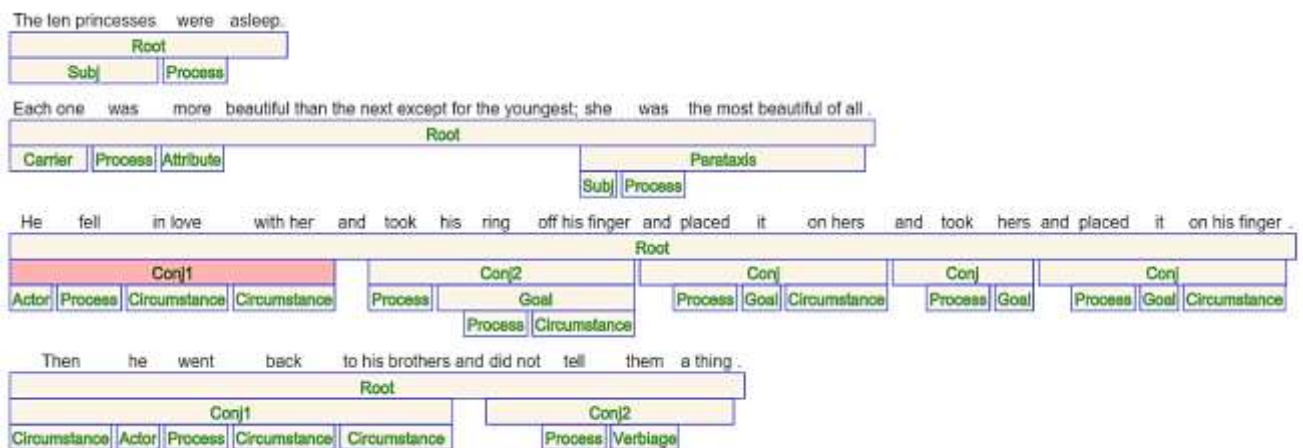 The ten princesses were asleep.
Root
Subj Process
Each one was more beautiful than the next except for the youngest; she was the most beautiful of all .
Root
Carrier Process Attribute Parataxis
Subj Process
He fell in love with her and took his ring off his finger and placed it on hers and took hers and placed it on his finger .
Root
Conj1 Conj2 Conj Conj Conj
Actor Process Circumstance Circumstance Process Goal Process Goal Circumstance Process Goal Process Goal Circumstance
Process Circumstance
Then he went back to his brothers and did not tell them a thing .
Root
Conj1 Conj2
Circumstance Actor Process Circumstance Circumstance Process Verbiage